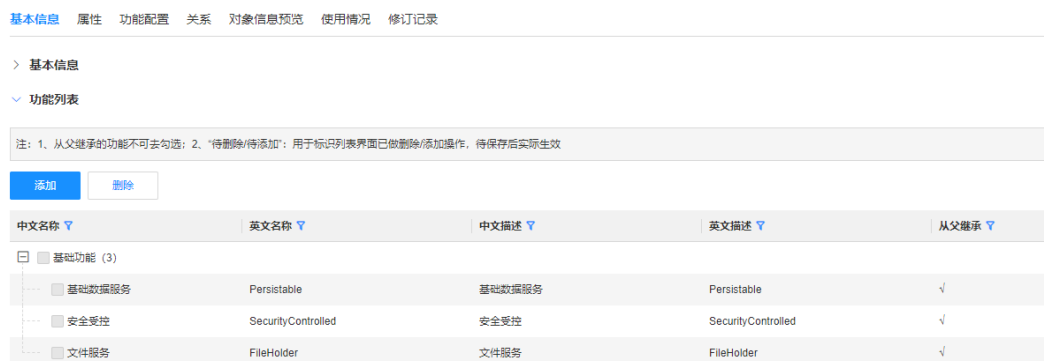 基本信息 属性 功能配置 关系 对象信息预览 使用情况 修订记录
基本信息
功能列表
注：1、从父继承的功能不可去勾选；2、“待删除/待添加”：用于标识列表界面已做删除/添加操作，待保存后实际生效
添加 删除
中文名称 英文名称 中文描述 英文描述 从父继承
基础功能（3）
基础数据服务 Persistable 基础数据服务 Persistable √
安全受控 SecurityControlled 安全受控 SecurityControlled √
文件服务 FileHolder 文件服务 FileHolder √